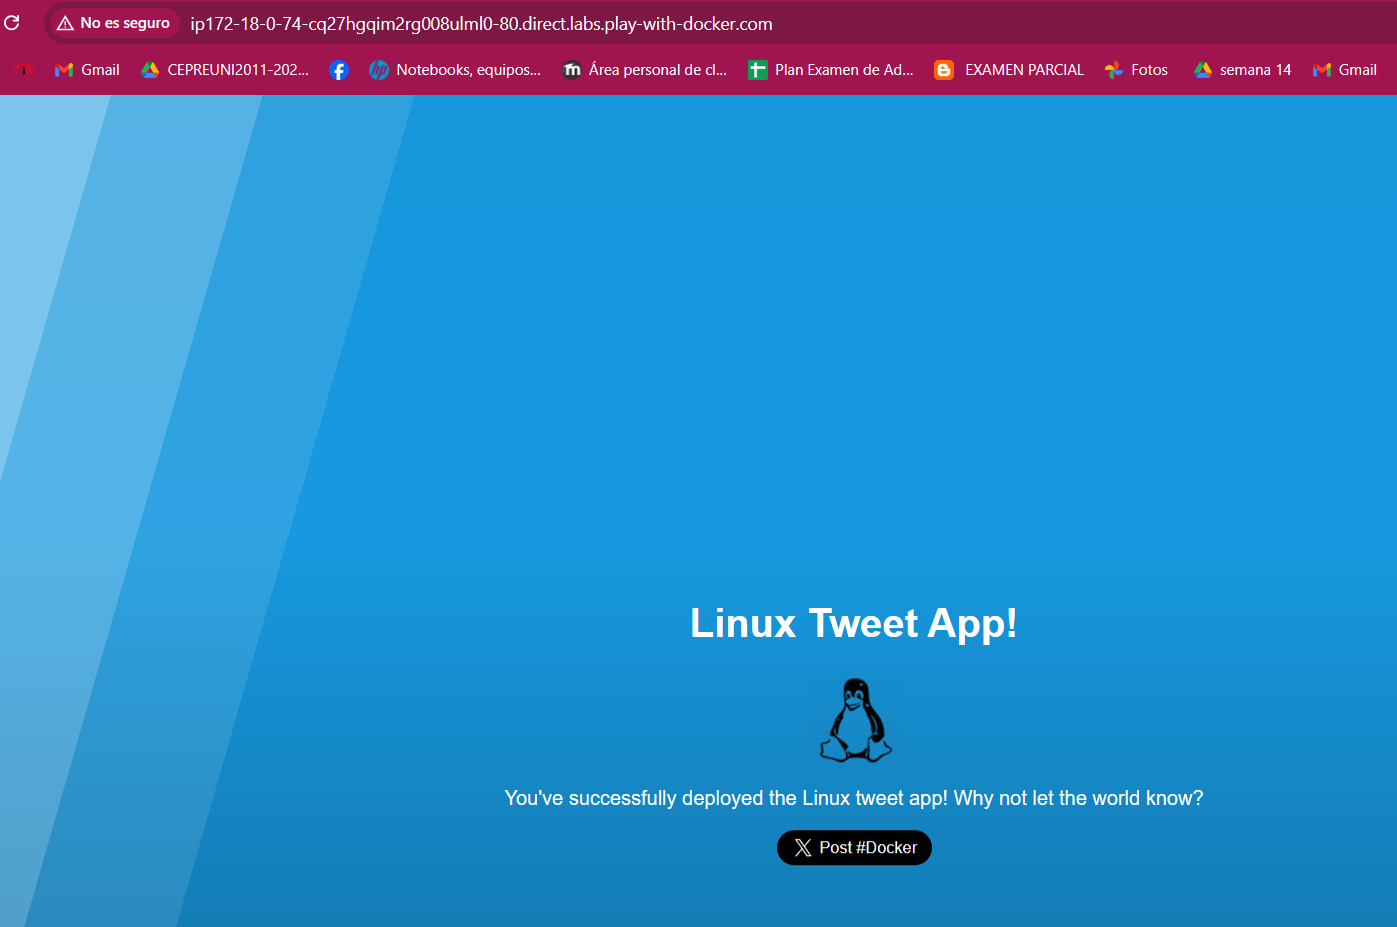 No es seguro ip172-18-0-74-cq27hgqim2rg008ulml0-80.direct.labs.play-with-docker.com
Gmail CEPREUNI2011-202... Notebooks, equipos... Área personal de cl... Plan Examen de Ad... EXAMEN PARCIAL Fotos semana 14 Gmail
Linux Tweet App!
You've successfully deployed the Linux tweet app! Why not let the world know?
Post #Docker